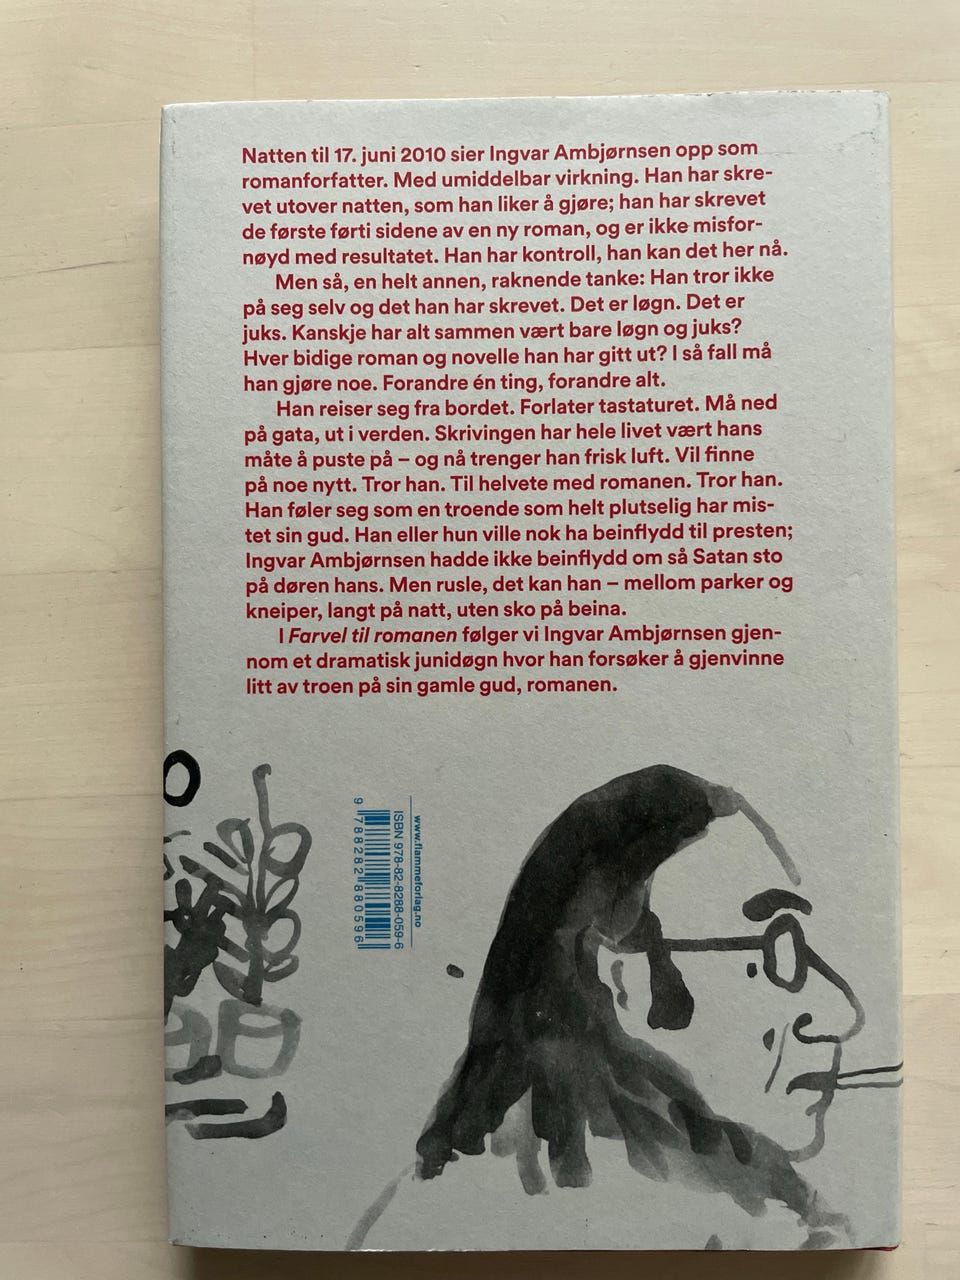 Natten til 17. juni 2010 sier Ingvar Ambjørnsen opp som
romanforfatter. Med umiddelbar virkning. Han har skre-
vet utover natten, som han liker å gjøre; han har skrevet
de første førti sidene av en ny roman, og er ikke misfor-
nøyd med resultatet. Han har kontroll, han kan det her nå.
Men så, en helt annen, raknende tanke: Han tror ikke
på seg selv og det han har skrevet. Det er løgn. Det er
juks. Kanskje har alt sammen vært bare løgn og juks?
Hver bidige roman og novelle han har gitt ut? I så fall må
han gjøre noe. Forandre én ting, forandre alt.
Han reiser seg fra bordet. Forlater tastaturet. Må ned
på gata, ut i verden. Skrivingen har hele livet vært hans
måte å puste på – og nå trenger han frisk luft. Vil finne
på noe nytt. Tror han. Til helvete med romanen. Tror han.
Han føler seg som en troende som helt plutselig har mis-
tet sin gud. Han eller hun ville nok ha beinflydd til presten;
Ingvar Ambjørnsen hadde ikke beinflydd om så Satan sto
på døren hans. Men rusle, det kan han – mellom parker og
kneiper, langt på natt, uten sko på beina.
I Farvel til romanen følger vi Ingvar Ambjørnsen gjen-
nom et dramatisk junidøgn hvor han forsøker å gjenvinne
litt av troen på sin gamle gud, romanen.
www.flammeforlag.no
ISBN 978-82-8288-059-6
9 788282 880596